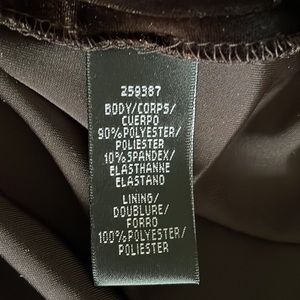 259387
BODY/CORPS/
CUERPO
90%POLYESTER/
POLIESTER
10%SPANDEX/
ELASTHANNE
ELASTANO
LINING/
DOUBLURE/
FORRO
100%POLYESTER/
POLIESTER